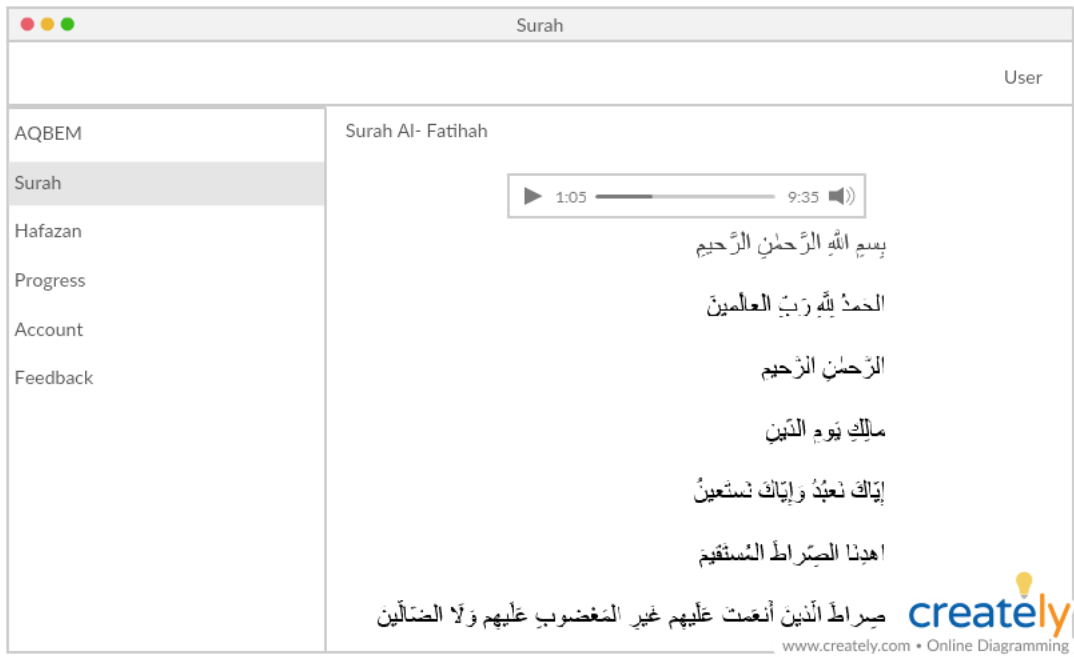 Surah
User
AQBEM
Surah
Hafazan
Progress
Account
Feedback
Surah Al- Fatihah
1:05 9:35
بِسمِ اللَّهِ الرَّحمٰنِ الرَّحيمِ
الحَمدُ لِلَّهِ رَبِّ العالَمينَ
الرَّحمٰنِ الرَّحيمِ
مالِكِ يَومِ الدّينِ
إِيّاكَ نَعبُدُ وَإِيّاكَ نَستَعينُ
اهدِنَا الصِّراطَ المُستَقيمَ
صِراطَ الَّذينَ أَنعَمتَ عَلَيهِم غَيرِ المَغضوبِ عَلَيهِم وَلَا الضّالّينَ
creately
www.creately.com • Online Diagramming